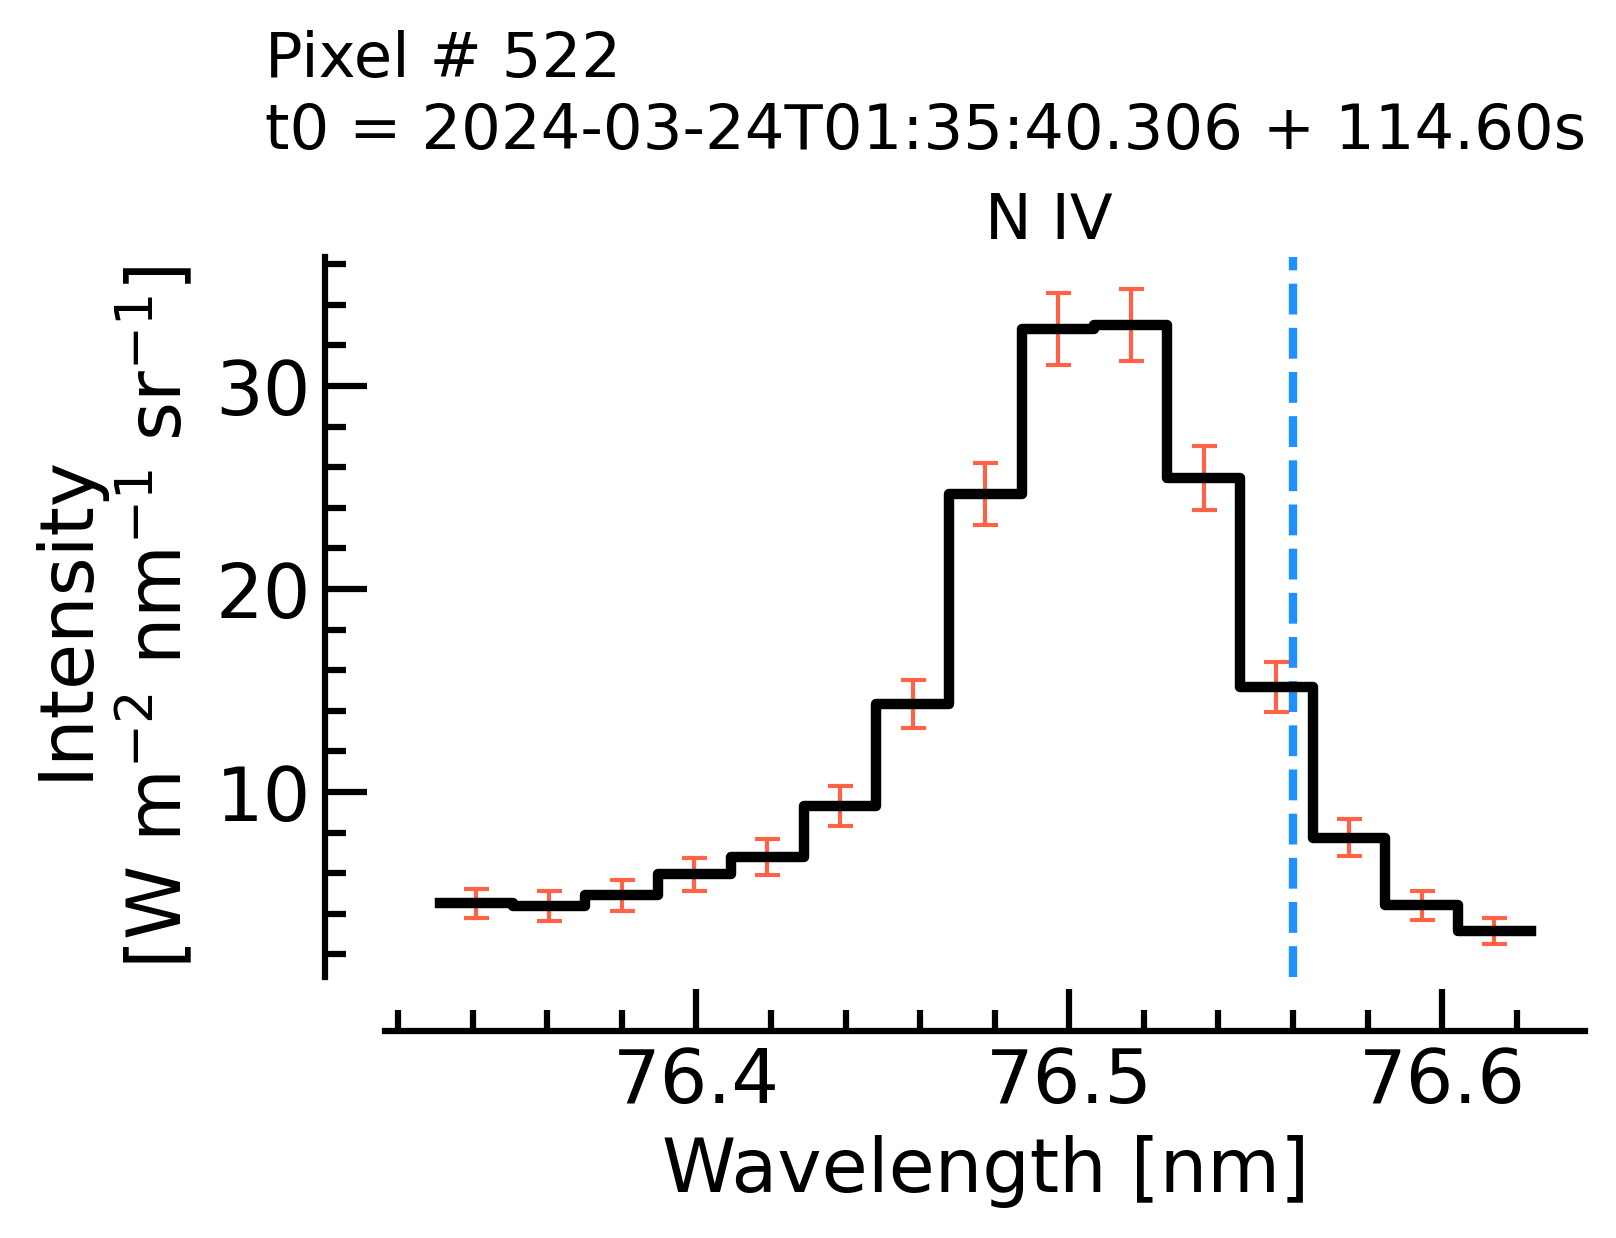 Pixel # 522
t0 = 2024-03-24T01:35:40.306 + 114.60s
N IV
Intensity
[W m⁻² nm⁻¹ sr⁻¹]
30
20
10
76.4 76.5 76.6
Wavelength [nm]